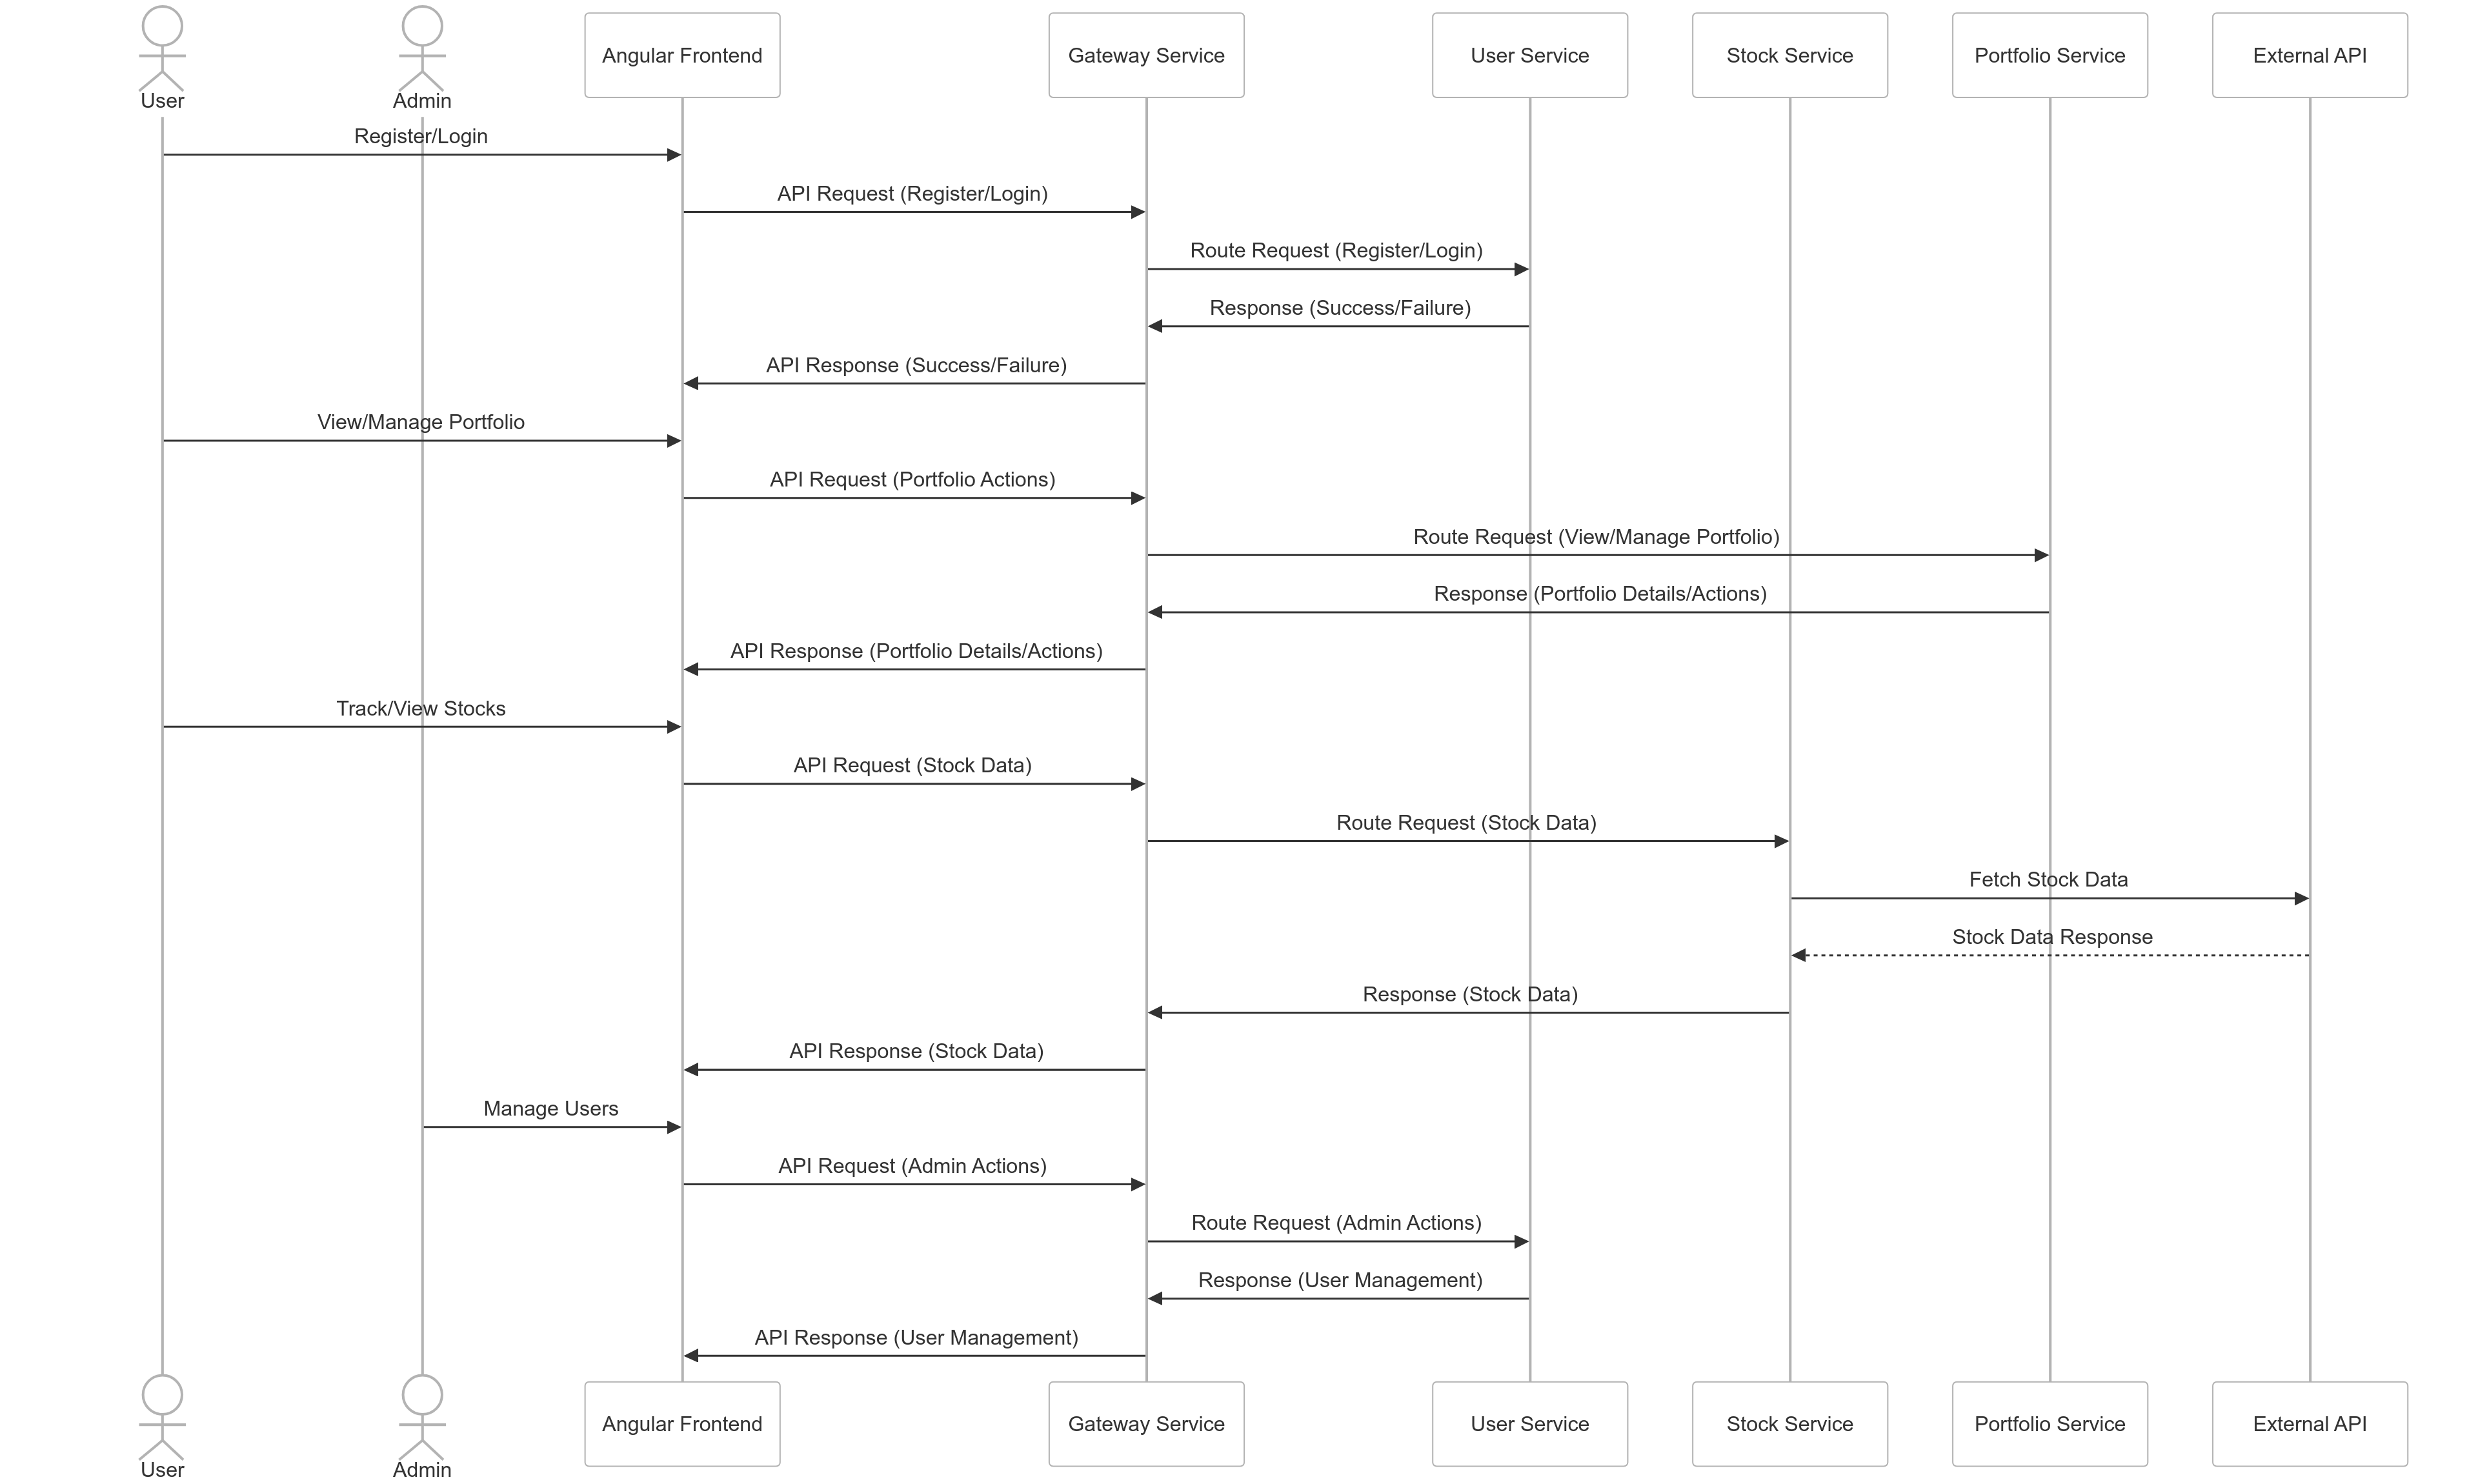 User
Admin
Angular Frontend
Gateway Service
User Service
Stock Service
Portfolio Service
External API
Register/Login
API Request (Register/Login)
Route Request (Register/Login)
Response (Success/Failure)
API Response (Success/Failure)
View/Manage Portfolio
API Request (Portfolio Actions)
Route Request (View/Manage Portfolio)
Response (Portfolio Details/Actions)
API Response (Portfolio Details/Actions)
Track/View Stocks
API Request (Stock Data)
Route Request (Stock Data)
Fetch Stock Data
Stock Data Response
Response (Stock Data)
API Response (Stock Data)
Manage Users
API Request (Admin Actions)
Route Request (Admin Actions)
Response (User Management)
API Response (User Management)
User
Admin
Angular Frontend
Gateway Service
User Service
Stock Service
Portfolio Service
External API